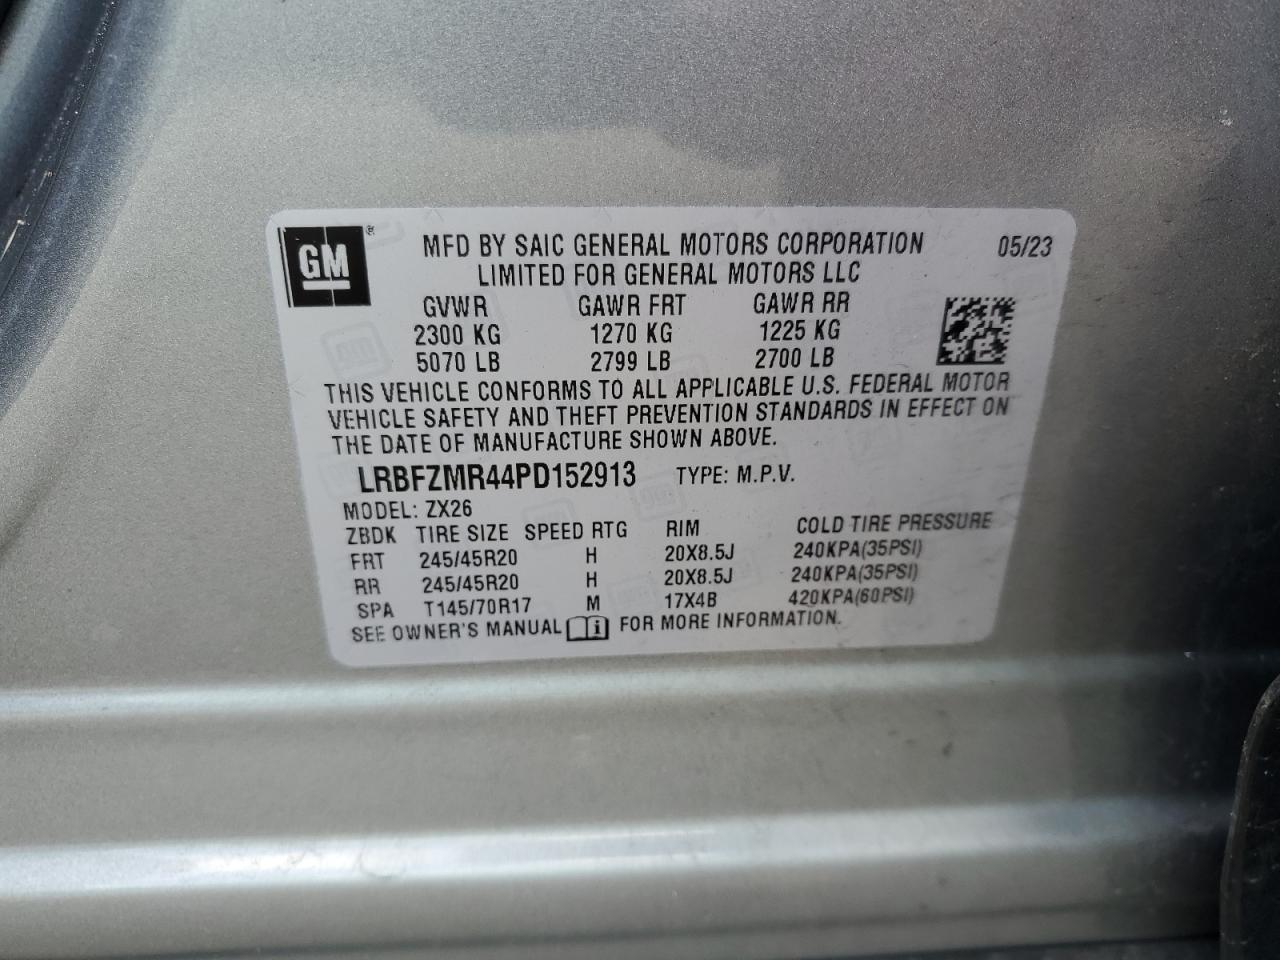 GM® MFD BY SAIC GENERAL MOTORS CORPORATION 05/23
LIMITED FOR GENERAL MOTORS LLC
GVWR GAWR FRT GAWR RR
2300 KG 1270 KG 1225 KG
5070 LB 2799 LB 2700 LB
THIS VEHICLE CONFORMS TO ALL APPLICABLE U.S. FEDERAL MOTOR
VEHICLE SAFETY AND THEFT PREVENTION STANDARDS IN EFFECT ON
THE DATE OF MANUFACTURE SHOWN ABOVE.
LRBFZMR44PD152913 TYPE: M.P.V.
MODEL: ZX26
ZBDK TIRE SIZE SPEED RTG RIM COLD TIRE PRESSURE
FRT 245/45R20 H 20X8.5J 240KPA(35PSI)
RR 245/45R20 H 20X8.5J 240KPA(35PSI)
SPA T145/70R17 M 17X4B 420KPA(60PSI)
SEE OWNER'S MANUAL i FOR MORE INFORMATION.